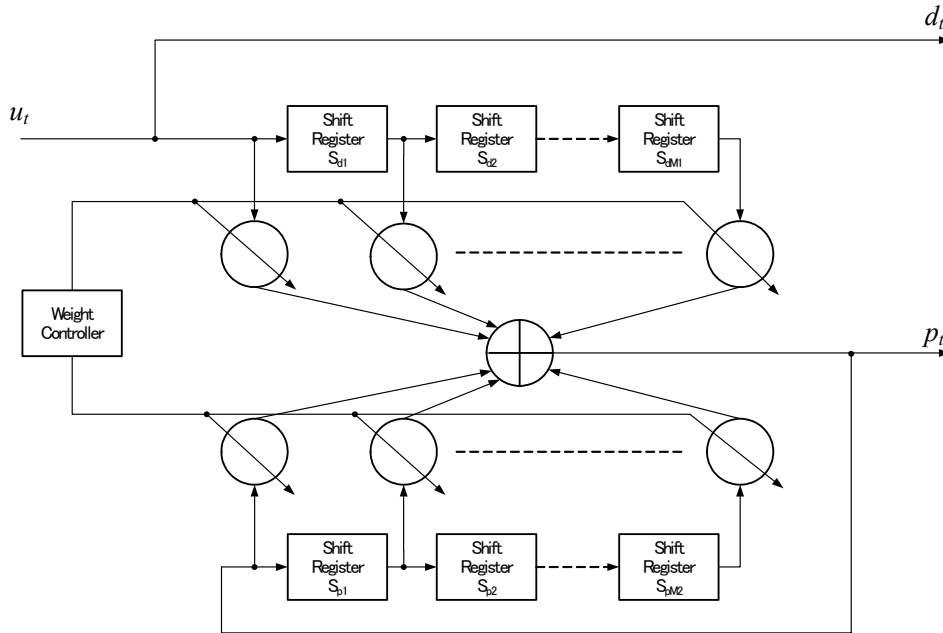 d_t
u_t
Shift Register S_d1
Shift Register S_d2
Shift Register S_dM1
Weight Controller
p_t
Shift Register S_p1
Shift Register S_p2
Shift Register S_pM2